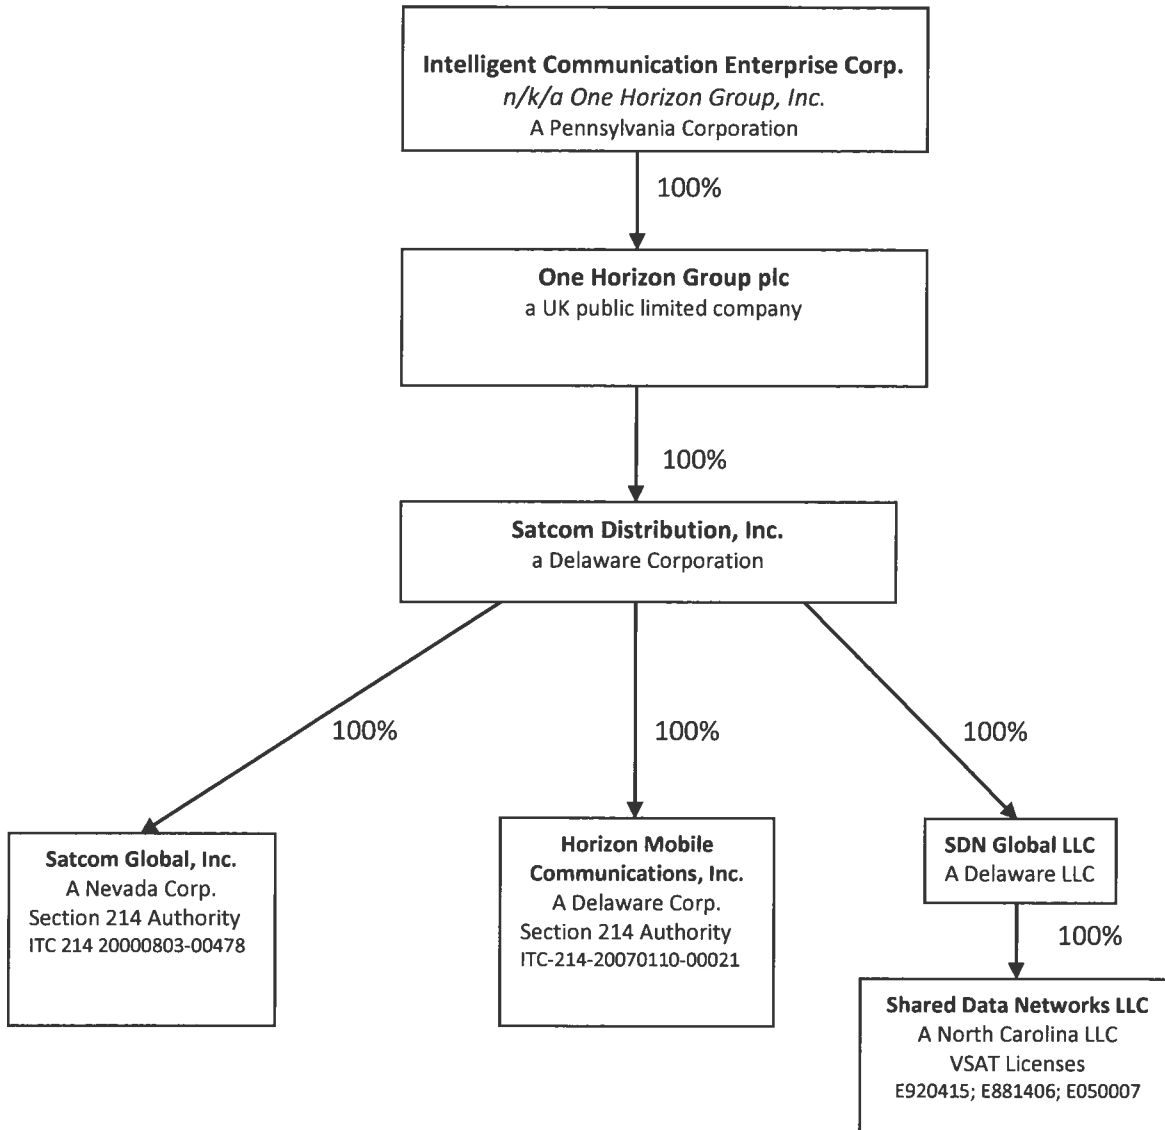 Intelligent Communication Enterprise Corp.
n/k/a One Horizon Group, Inc.
A Pennsylvania Corporation
100%
One Horizon Group plc
a UK public limited company
100%
Satcom Distribution, Inc.
a Delaware Corporation
100%
100%
100%
Satcom Global, Inc.
A Nevada Corp.
Section 214 Authority
ITC 214 20000803-00478
Horizon Mobile
Communications, Inc.
A Delaware Corp.
Section 214 Authority
ITC-214-20070110-00021
SDN Global LLC
A Delaware LLC
100%
Shared Data Networks LLC
A North Carolina LLC
VSAT Licenses
E920415; E881406; E050007